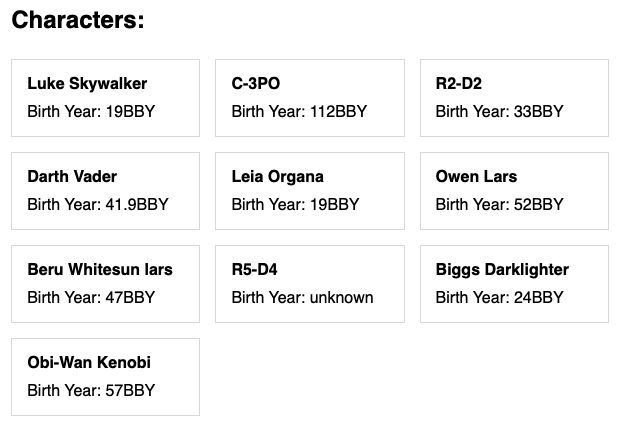 Characters:
Luke Skywalker
Birth Year: 19BBY
C-3PO
Birth Year: 112BBY
R2-D2
Birth Year: 33BBY
Darth Vader
Birth Year: 41.9BBY
Leia Organa
Birth Year: 19BBY
Owen Lars
Birth Year: 52BBY
Beru Whitesun lars
Birth Year: 47BBY
R5-D4
Birth Year: unknown
Biggs Darklighter
Birth Year: 24BBY
Obi-Wan Kenobi
Birth Year: 57BBY